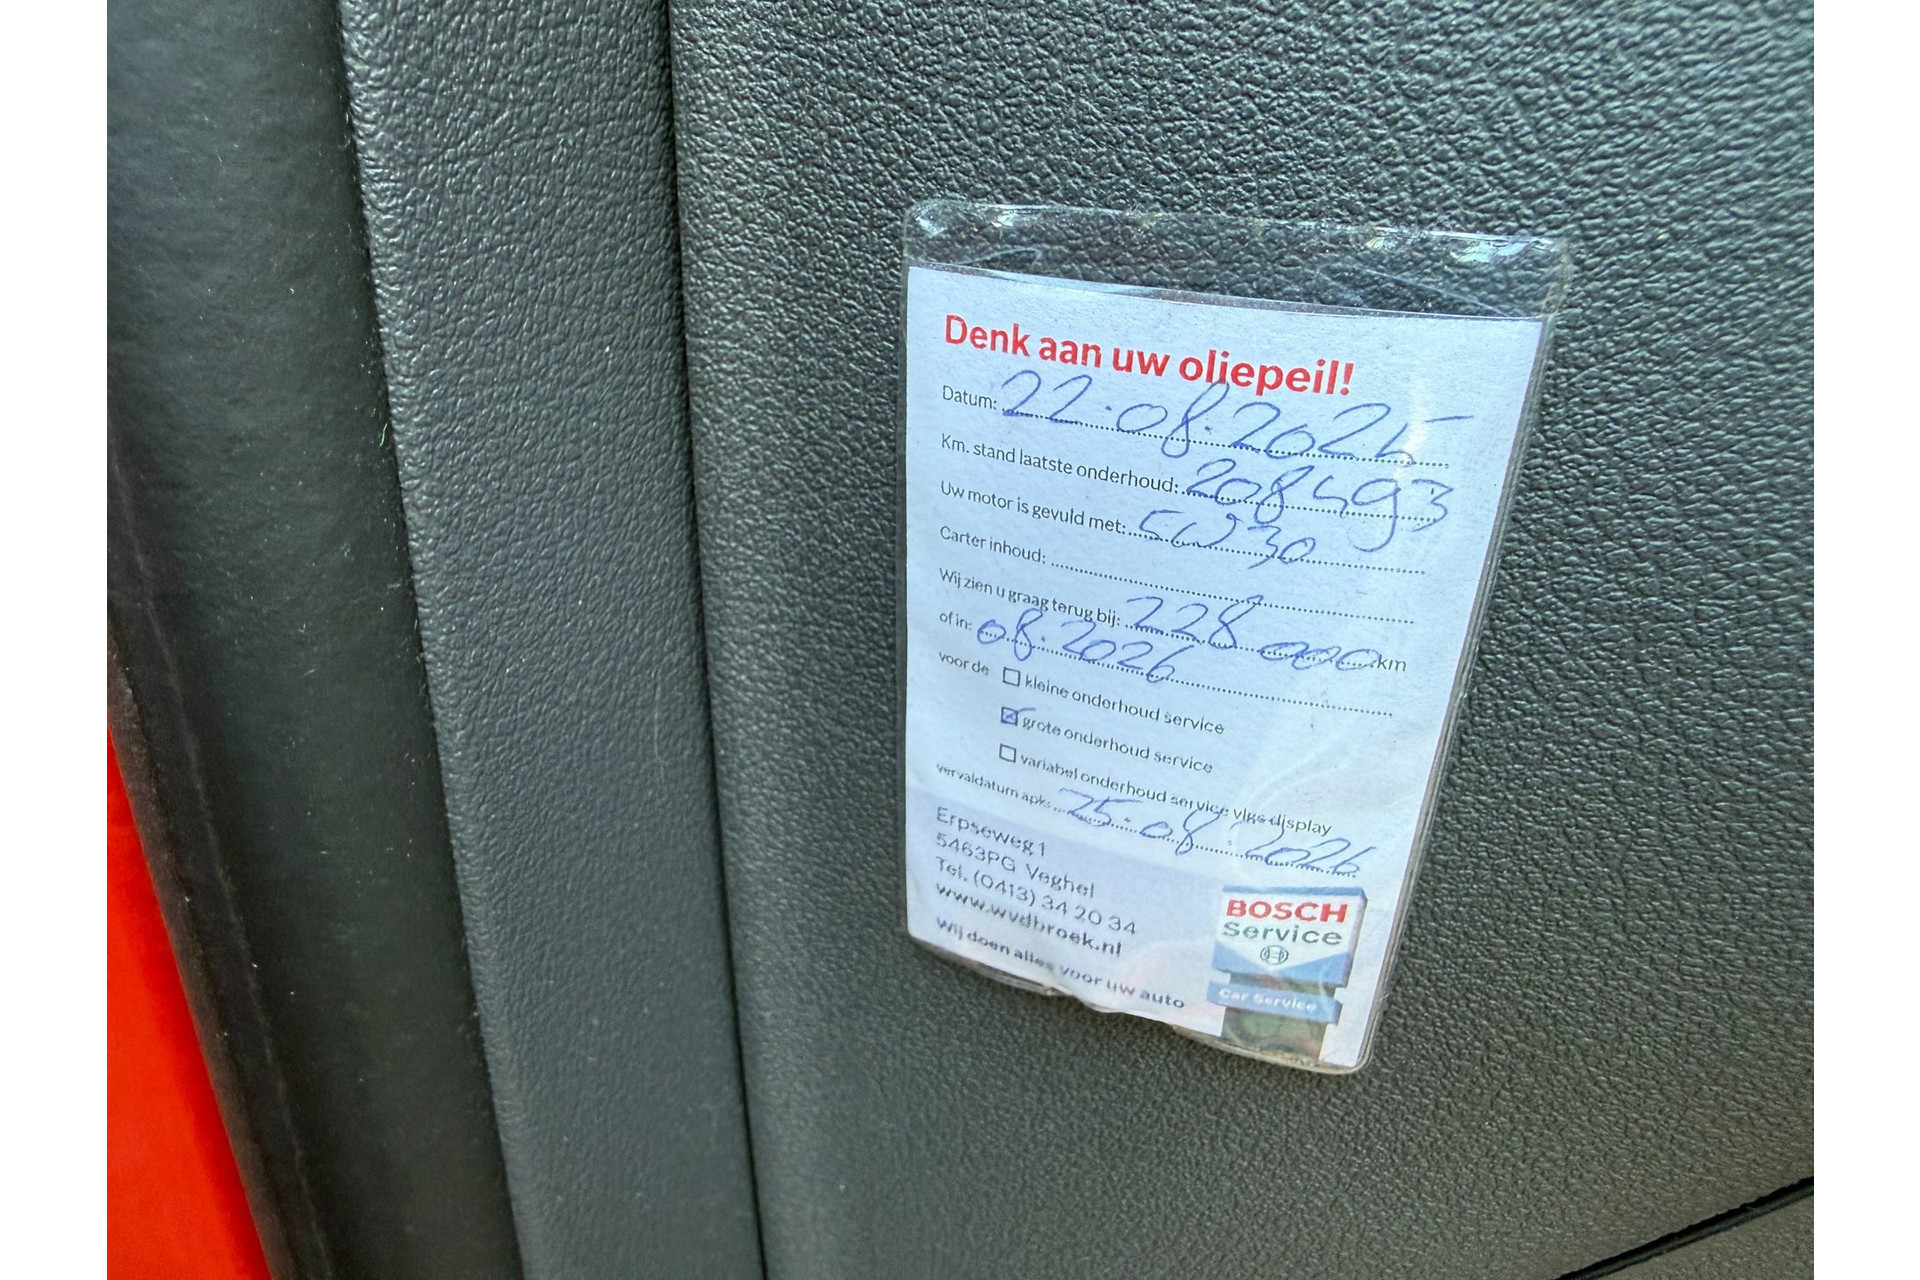 Denk aan uw oliepeil!
Datum: 22.08.2025
Km. stand laatste onderhoud: 208493
Uw motor is gevuld met: 5W30
Carter inhoud:
Wij zien u graag terug bij: 228 000 km
of in: 08.2026
voor de kleine onderhoud service
grote onderhoud service
variabel onderhoud service vlgs display
vervaldatum apk: 25.08.2026
Erpseweg 1
5463PG Veghel
Tel. (0413) 34 20 34
www.wvdbroek.nl
Wij doen alles voor uw auto
BOSCH
Service
Car Service